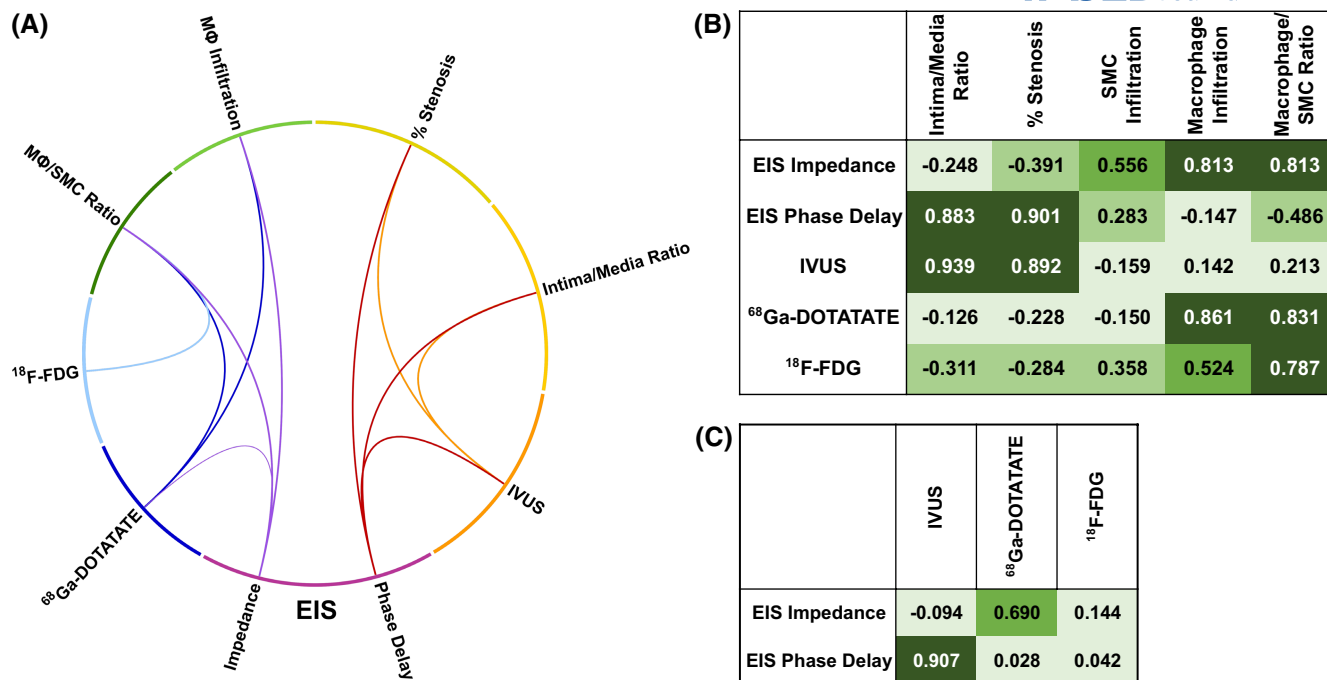 (A)
MΦ Infiltration
% Stenosis
MΦ/SMC Ratio
Intima/Media Ratio
¹⁸F-FDG
IVUS
⁶⁸Ga-DOTATATE
Impedance
EIS
Phase Delay
(B)
Intima/Media
Ratio
% Stenosis
SMC
Infiltration
Macrophage
Infiltration
Macrophage/
SMC Ratio
EIS Impedance -0.248 -0.391 0.556 0.813 0.813
EIS Phase Delay 0.883 0.901 0.283 -0.147 -0.486
IVUS 0.939 0.892 -0.159 0.142 0.213
⁶⁸Ga-DOTATATE -0.126 -0.228 -0.150 0.861 0.831
¹⁸F-FDG -0.311 -0.284 0.358 0.524 0.787
(C)
IVUS
⁶⁸Ga-DOTATATE
¹⁸F-FDG
EIS Impedance -0.094 0.690 0.144
EIS Phase Delay 0.907 0.028 0.042